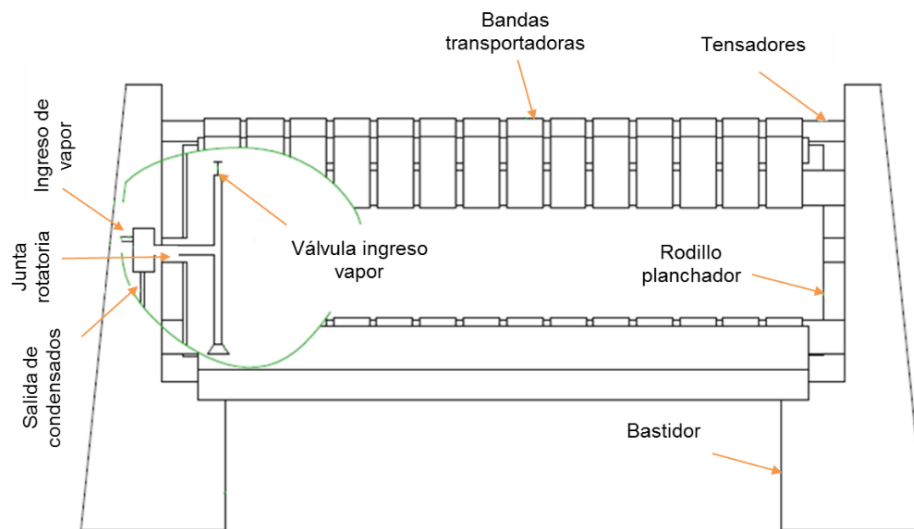 Bandas
transportadoras
Tensadores
Ingreso de
vapor
Válvula ingreso
vapor
Junta
rotatoria
Rodillo
planchador
Salida de
condensados
Bastidor